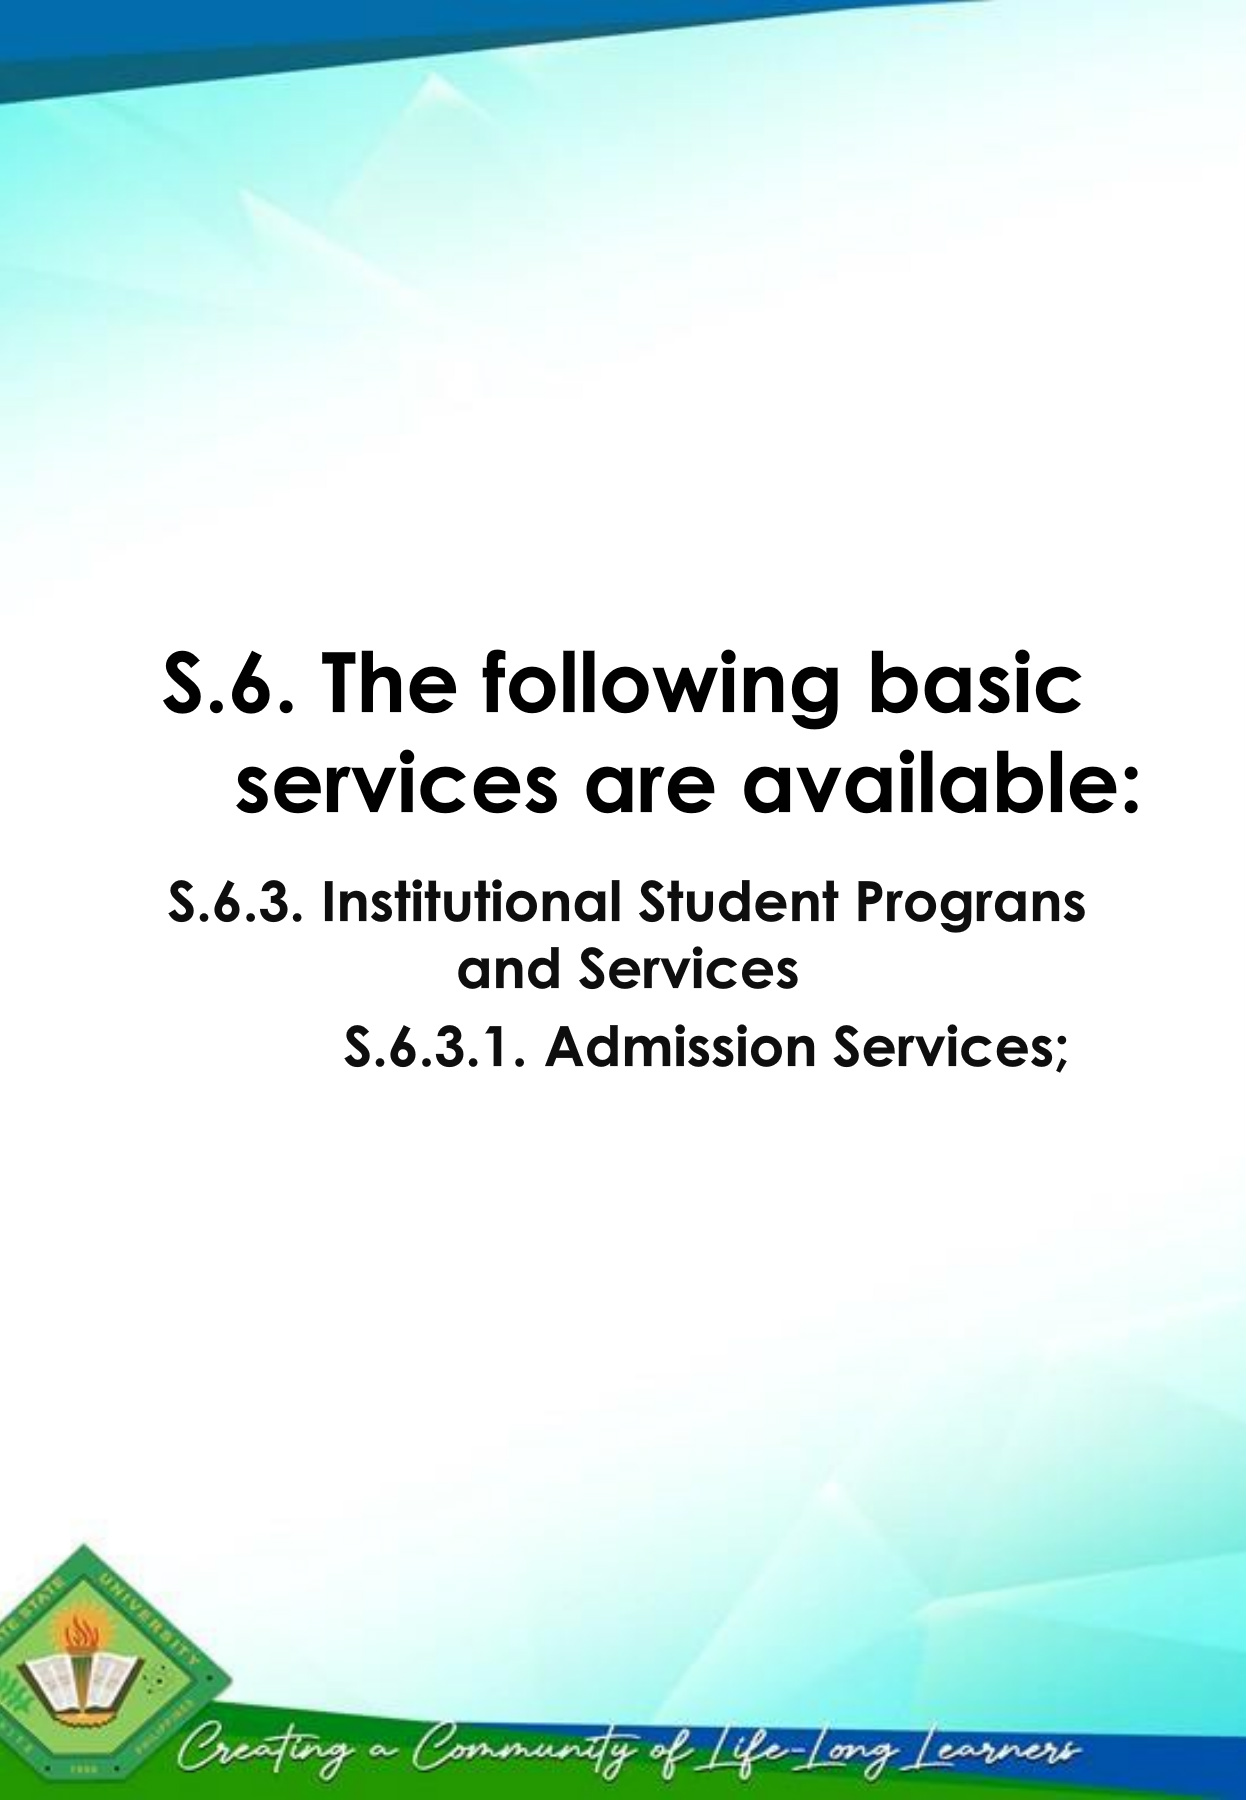 S.6. The following basic
services are available:
S.6.3. Institutional Student Prograns
and Services
S.6.3.1. Admission Services;
STATE UNIVERSITY
PHILIPPINES
Creating a Community of Life-Long Learners